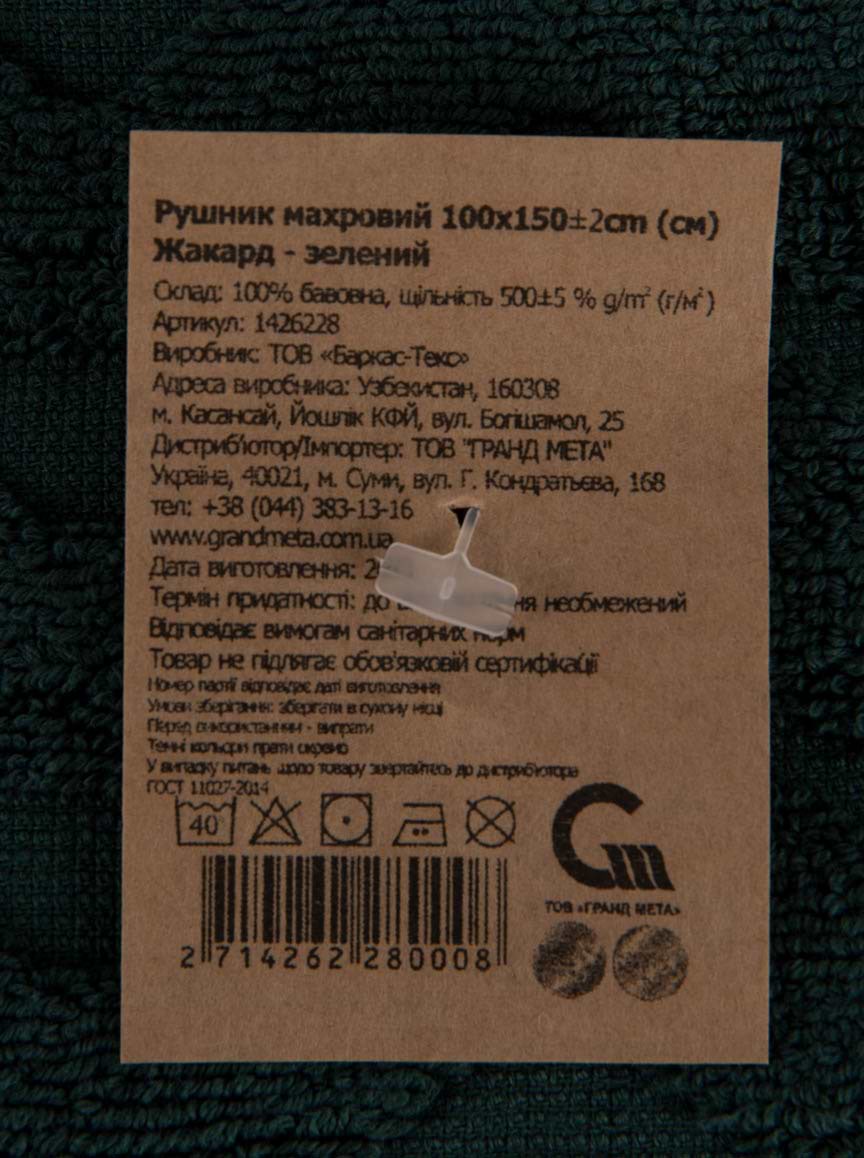 Рушник махровий 100x150±2cm (см)
Жакард - зелений
Склад: 100% бавовна, щільність 500±5 % g/m² (г/м²)
Артикул: 1426228
Виробник: ТОВ «Баркас-Текс»
Адреса виробника: Узбекистан, 160308
м. Касансай, Йошлік КФЙ, вул. Богішамол, 25
Дистриб'ютор/Імпортер: ТОВ "ГРАНД МЕТА"
Україна, 40021, м. Суми, вул. Г. Кондратьєва, 168
тел: +38 (044) 383-13-16
www.grandmeta.com.ua
Дата виготовлення:
Термін придатності: до необмежений
Відповідає вимогам санітарних норм
Товар не підлягає обов'язковій сертифікації
Номер партії відповідає даті виготовлення
Умови зберігання: зберігати в сухому місці
Перед використанням - випрати
Темні кольори прати окремо
У випадку питань щодо товару звертайтесь до дистриб'ютора
ГОСТ 11027-2014
40
Gm
ТОВ «ГРАНД МЕТА»
2 714262 280008